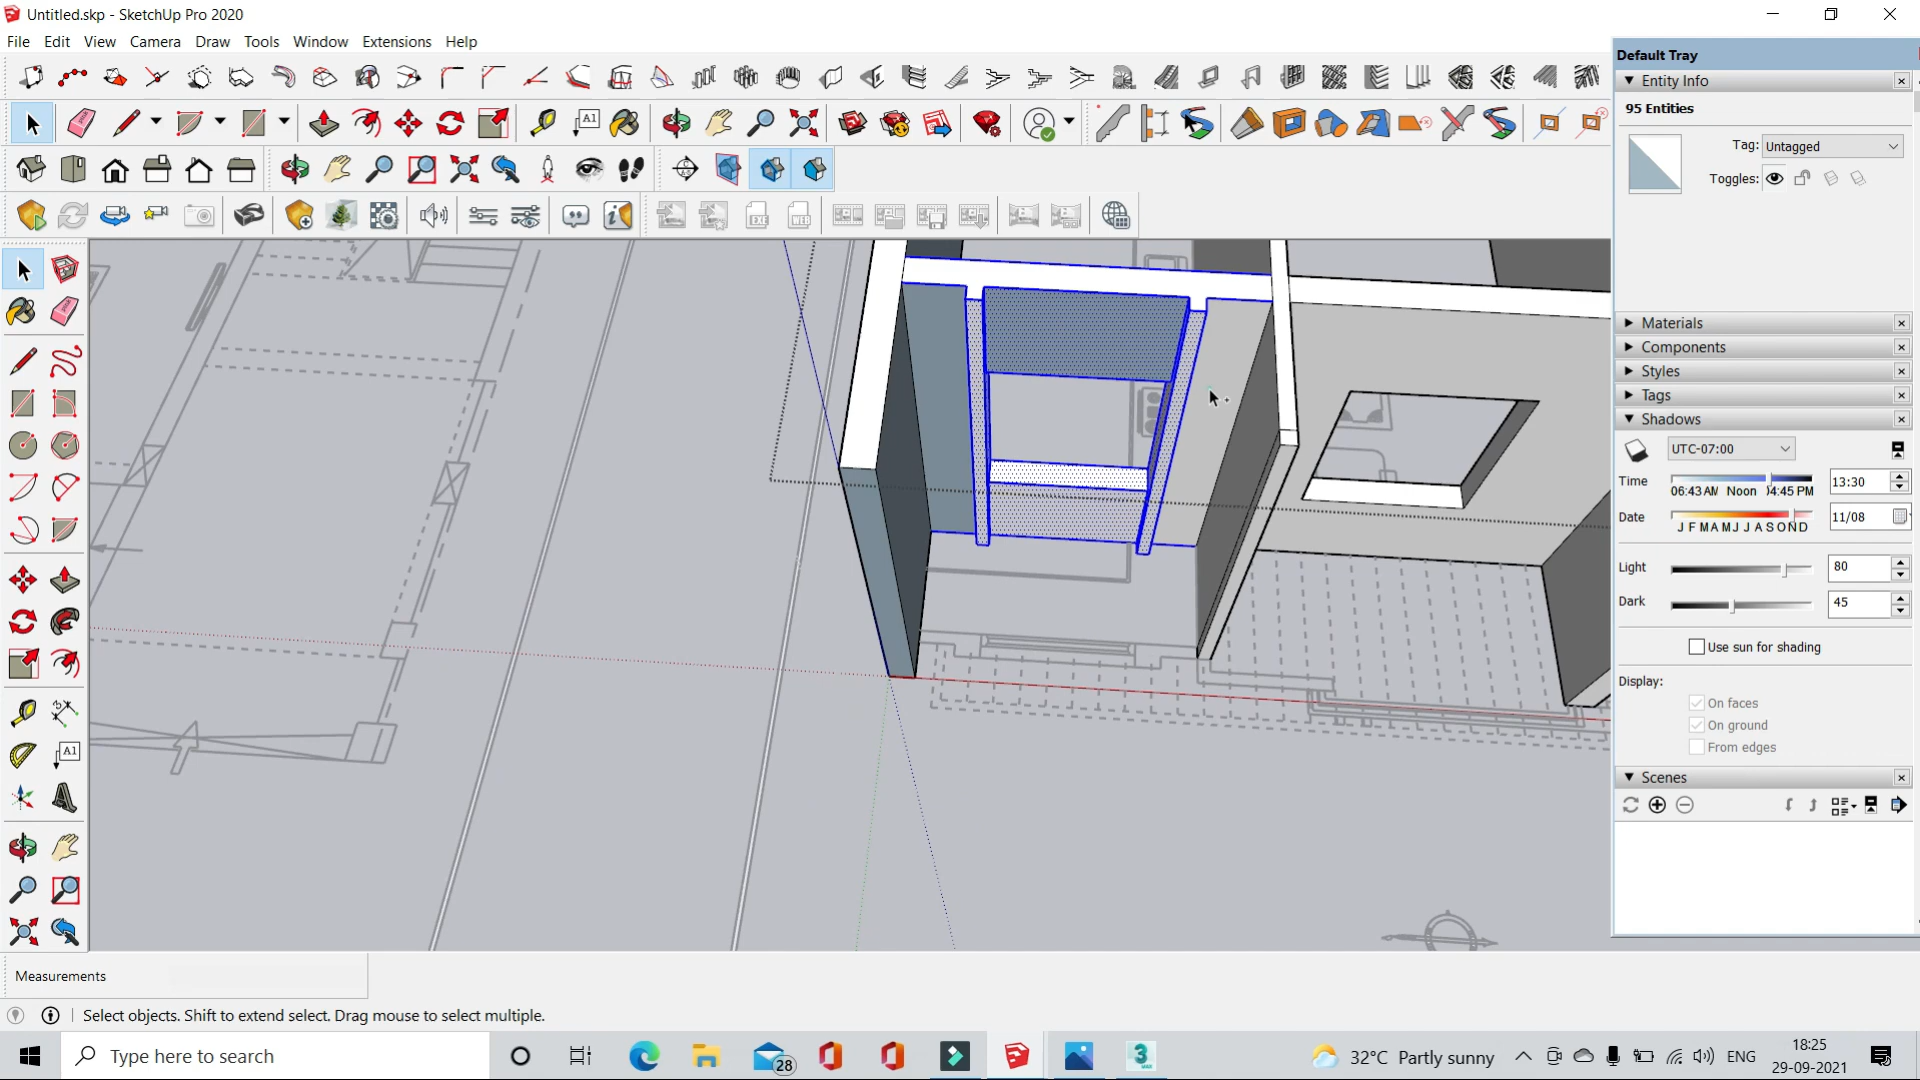 Untitled.skp - SketchUp Pro 2020
File Edit View Camera Draw Tools Window Extensions Help
Default Tray
Entity Info
95 Entities
Tag: Untagged
Toggles:
Materials
Components
Styles
Tags
Shadows
UTC-07:00
Time 13:30
06:43 AM Noon 04:45 PM
Date 11/08
J F M A M J J A S O N D
Light 80
Dark 45
Use sun for shading
Display:
On faces
On ground
From edges
Scenes
Measurements
Select objects. Shift to extend select. Drag mouse to select multiple.
Type here to search
28
32°C Partly sunny
ENG
18:25
29-09-2021